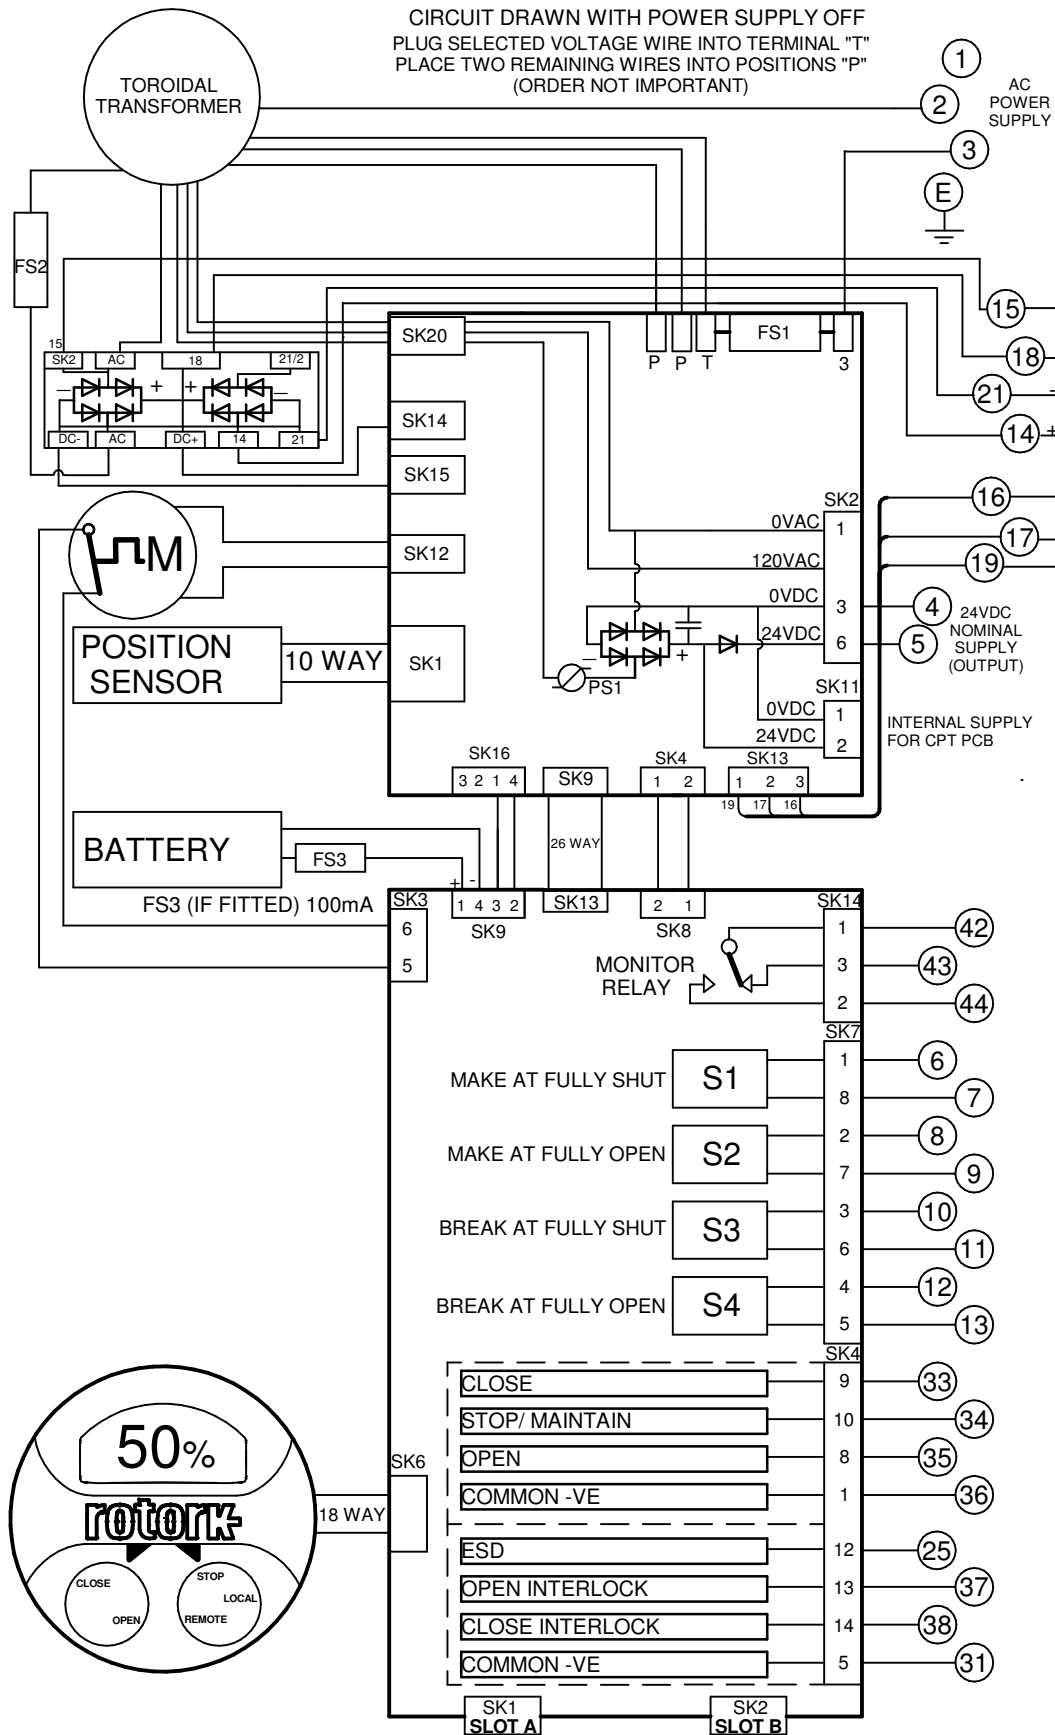 CIRCUIT DRAWN WITH POWER SUPPLY OFF
PLUG SELECTED VOLTAGE WIRE INTO TERMINAL "T"
PLACE TWO REMAINING WIRES INTO POSITIONS "P"
(ORDER NOT IMPORTANT)
TOROIDAL
TRANSFORMER
1
2
AC
POWER
SUPPLY
3
E
FS2
15
18
21
-
14
+
15
SK2
AC
18
21/2
−
+
+
−
DC-
AC
DC+
14
21
SK20
SK14
SK15
SK12
SK1
P
P
T
FS1
3
M
POSITION
SENSOR
10 WAY
SK2
0VAC
1
120VAC
0VDC
3
24VDC
6
−
+
PS1
SK11
0VDC
1
24VDC
2
16
17
19
4
5
24VDC
NOMINAL
SUPPLY
(OUTPUT)
INTERNAL SUPPLY
FOR CPT PCB
SK16
3 2 1 4
SK9
SK4
1 2
SK13
1 2 3
19 17 16
26 WAY
BATTERY
FS3
FS3 (IF FITTED) 100mA
+ -
SK3
6
5
1 4 3 2
SK9
SK13
2 1
SK8
MONITOR
RELAY
SK14
1
42
3
43
2
44
SK7
MAKE AT FULLY SHUT
S1
1
6
8
7
MAKE AT FULLY OPEN
S2
2
8
7
9
BREAK AT FULLY SHUT
S3
3
10
6
11
BREAK AT FULLY OPEN
S4
4
12
5
13
SK4
CLOSE
9
33
STOP/ MAINTAIN
10
34
OPEN
8
35
COMMON -VE
1
36
ESD
12
25
OPEN INTERLOCK
13
37
CLOSE INTERLOCK
14
38
COMMON -VE
5
31
50%
rotork
CLOSE
OPEN
STOP
LOCAL
REMOTE
18 WAY
SK6
SK1
SLOT A
SK2
SLOT B